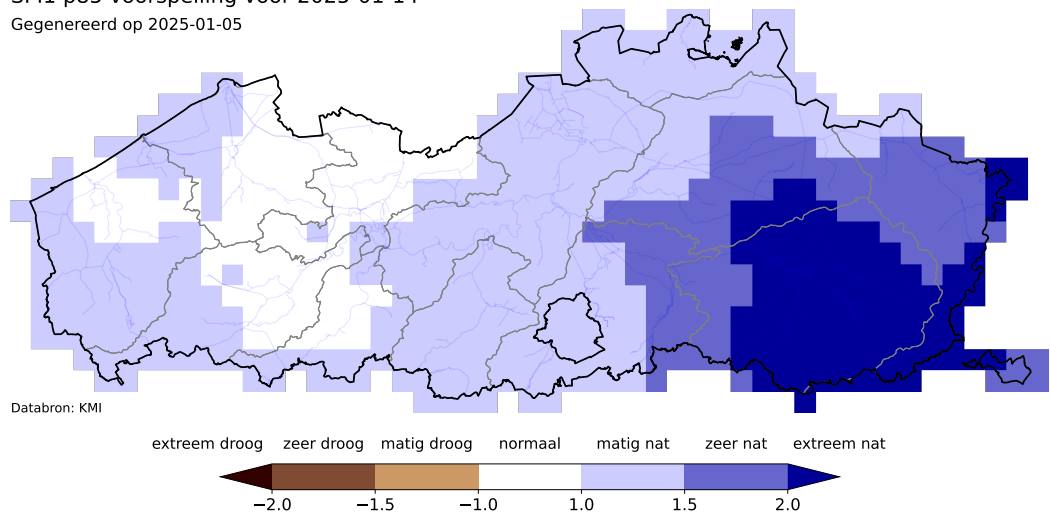 Gegenereerd op 2025-01-05
Databron: KMI
extreem droog zeer droog matig droog normaal matig nat zeer nat extreem nat
−2.0 −1.5 −1.0 1.0 1.5 2.0